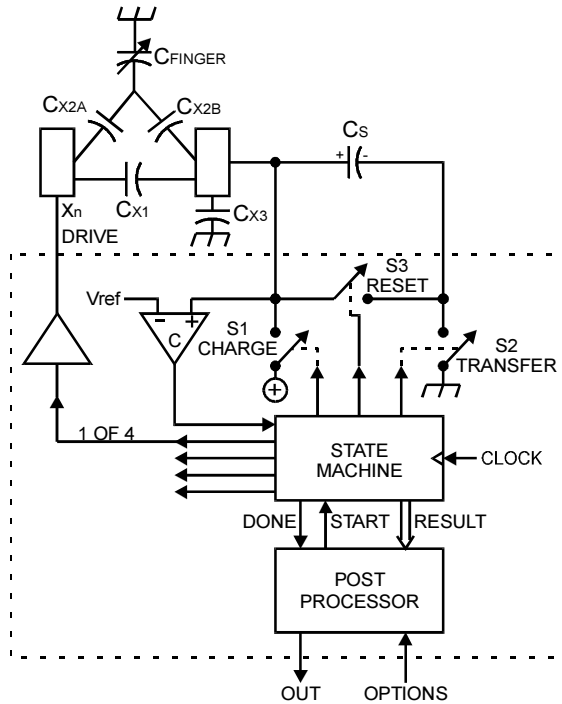 CFINGER
CX2A
CX2B
CS
+ -
CX1
Xn
CX3
DRIVE
S3
RESET
Vref
- +
C
S1
CHARGE
S2
TRANSFER
+
1 OF 4
STATE
MACHINE
CLOCK
DONE
START
RESULT
POST
PROCESSOR
OUT
OPTIONS